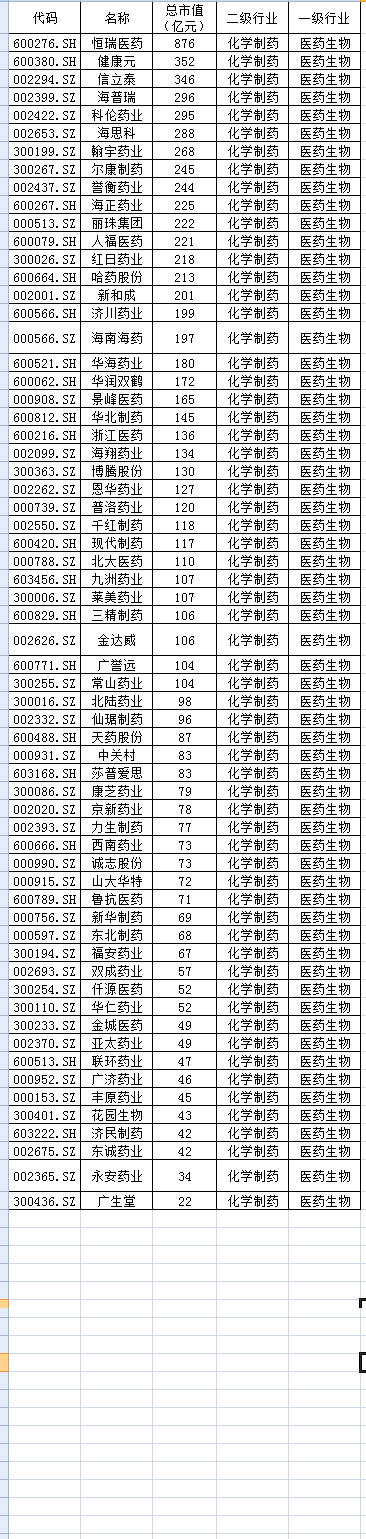 代码 名称 总市值（亿元） 二级行业 一级行业
600276.SH 恒瑞医药 876 化学制药 医药生物
600380.SH 健康元 352 化学制药 医药生物
002294.SZ 信立泰 346 化学制药 医药生物
002399.SZ 海普瑞 296 化学制药 医药生物
002422.SZ 科伦药业 295 化学制药 医药生物
002653.SZ 海思科 288 化学制药 医药生物
300199.SZ 翰宇药业 268 化学制药 医药生物
300267.SZ 尔康制药 245 化学制药 医药生物
002437.SZ 誉衡药业 244 化学制药 医药生物
600267.SH 海正药业 225 化学制药 医药生物
000513.SZ 丽珠集团 222 化学制药 医药生物
600079.SH 人福医药 221 化学制药 医药生物
300026.SZ 红日药业 218 化学制药 医药生物
600664.SH 哈药股份 213 化学制药 医药生物
002001.SZ 新和成 201 化学制药 医药生物
600566.SH 济川药业 199 化学制药 医药生物
000566.SZ 海南海药 197 化学制药 医药生物
600521.SH 华海药业 180 化学制药 医药生物
600062.SH 华润双鹤 172 化学制药 医药生物
000908.SZ 景峰医药 165 化学制药 医药生物
600812.SH 华北制药 145 化学制药 医药生物
600216.SH 浙江医药 136 化学制药 医药生物
002099.SZ 海翔药业 134 化学制药 医药生物
300363.SZ 博腾股份 130 化学制药 医药生物
002262.SZ 恩华药业 127 化学制药 医药生物
000739.SZ 普洛药业 120 化学制药 医药生物
002550.SZ 千红制药 118 化学制药 医药生物
600420.SH 现代制药 117 化学制药 医药生物
000788.SZ 北大医药 110 化学制药 医药生物
603456.SH 九洲药业 107 化学制药 医药生物
300006.SZ 莱美药业 107 化学制药 医药生物
600829.SH 三精制药 106 化学制药 医药生物
002626.SZ 金达威 106 化学制药 医药生物
600771.SH 广誉远 104 化学制药 医药生物
300255.SZ 常山药业 104 化学制药 医药生物
300016.SZ 北陆药业 98 化学制药 医药生物
002332.SZ 仙琚制药 96 化学制药 医药生物
600488.SH 天药股份 87 化学制药 医药生物
000931.SZ 中关村 83 化学制药 医药生物
603168.SH 莎普爱思 83 化学制药 医药生物
300086.SZ 康芝药业 79 化学制药 医药生物
002020.SZ 京新药业 78 化学制药 医药生物
002393.SZ 力生制药 77 化学制药 医药生物
600666.SH 西南药业 73 化学制药 医药生物
000990.SZ 诚志股份 73 化学制药 医药生物
000915.SZ 山大华特 72 化学制药 医药生物
600789.SH 鲁抗医药 71 化学制药 医药生物
000756.SZ 新华制药 69 化学制药 医药生物
000597.SZ 东北制药 68 化学制药 医药生物
300194.SZ 福安药业 67 化学制药 医药生物
002693.SZ 双成药业 57 化学制药 医药生物
300254.SZ 仟源医药 52 化学制药 医药生物
300110.SZ 华仁药业 52 化学制药 医药生物
300233.SZ 金城医药 49 化学制药 医药生物
002370.SZ 亚太药业 49 化学制药 医药生物
600513.SH 联环药业 47 化学制药 医药生物
000952.SZ 广济药业 46 化学制药 医药生物
000153.SZ 丰原药业 45 化学制药 医药生物
300401.SZ 花园生物 43 化学制药 医药生物
603222.SH 济民制药 42 化学制药 医药生物
002675.SZ 东诚药业 42 化学制药 医药生物
002365.SZ 永安药业 34 化学制药 医药生物
300436.SZ 广生堂 22 化学制药 医药生物